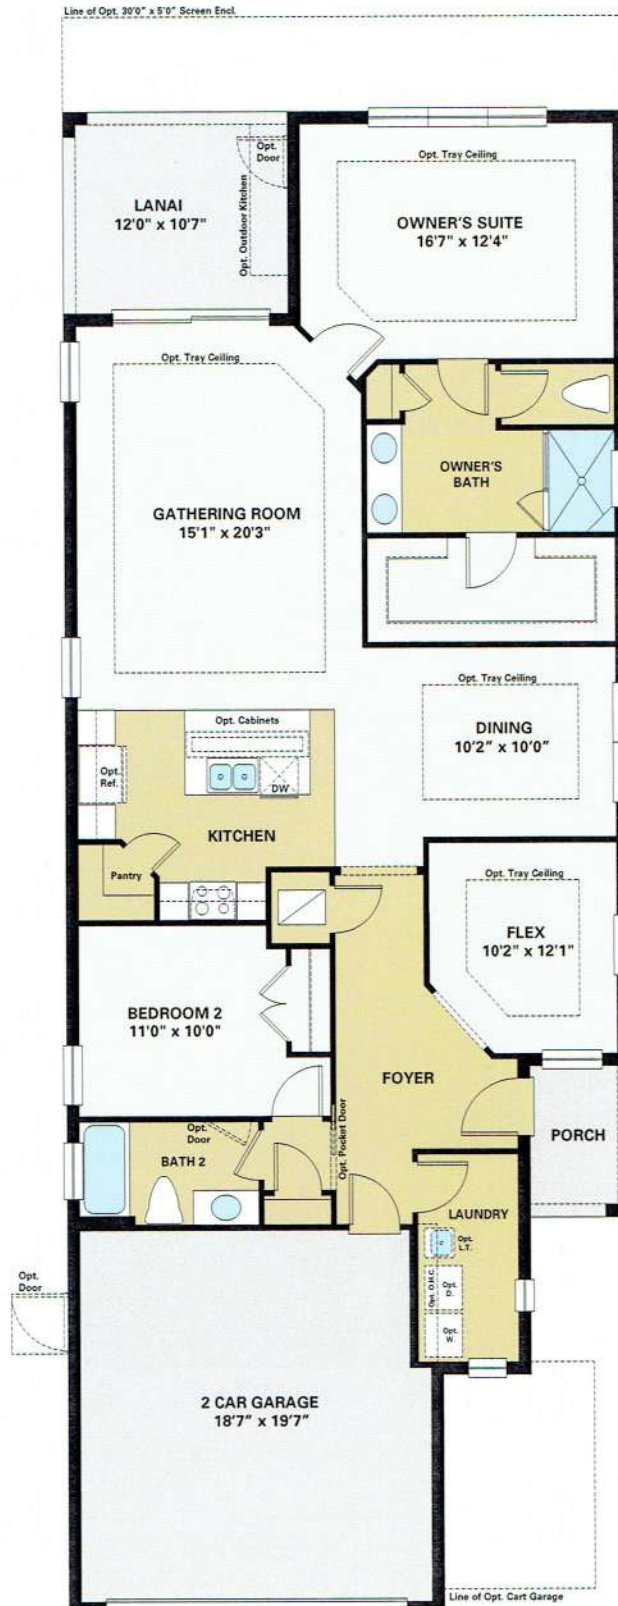 Line of Opt. 30'0" x 5'0" Screen Encl.
Opt.
Door
LANAI
12'0" x 10'7"
Opt. Outdoor Kitchen
Opt. Tray Ceiling
OWNER'S SUITE
16'7" x 12'4"
Opt. Tray Ceiling
GATHERING ROOM
15'1" x 20'3"
OWNER'S
BATH
Opt. Tray Ceiling
DINING
10'2" x 10'0"
Opt. Cabinets
Opt.
Ref.
DW
KITCHEN
Pantry
Opt. Tray Ceiling
FLEX
10'2" x 12'1"
BEDROOM 2
11'0" x 10'0"
FOYER
PORCH
Opt. Pocket Door
Opt.
Door
BATH 2
LAUNDRY
Opt.
L.T.
Opt. O.H.C.
Opt.
D.
Opt.
W.
Opt.
Door
2 CAR GARAGE
18'7" x 19'7"
Line of Opt. Cart Garage